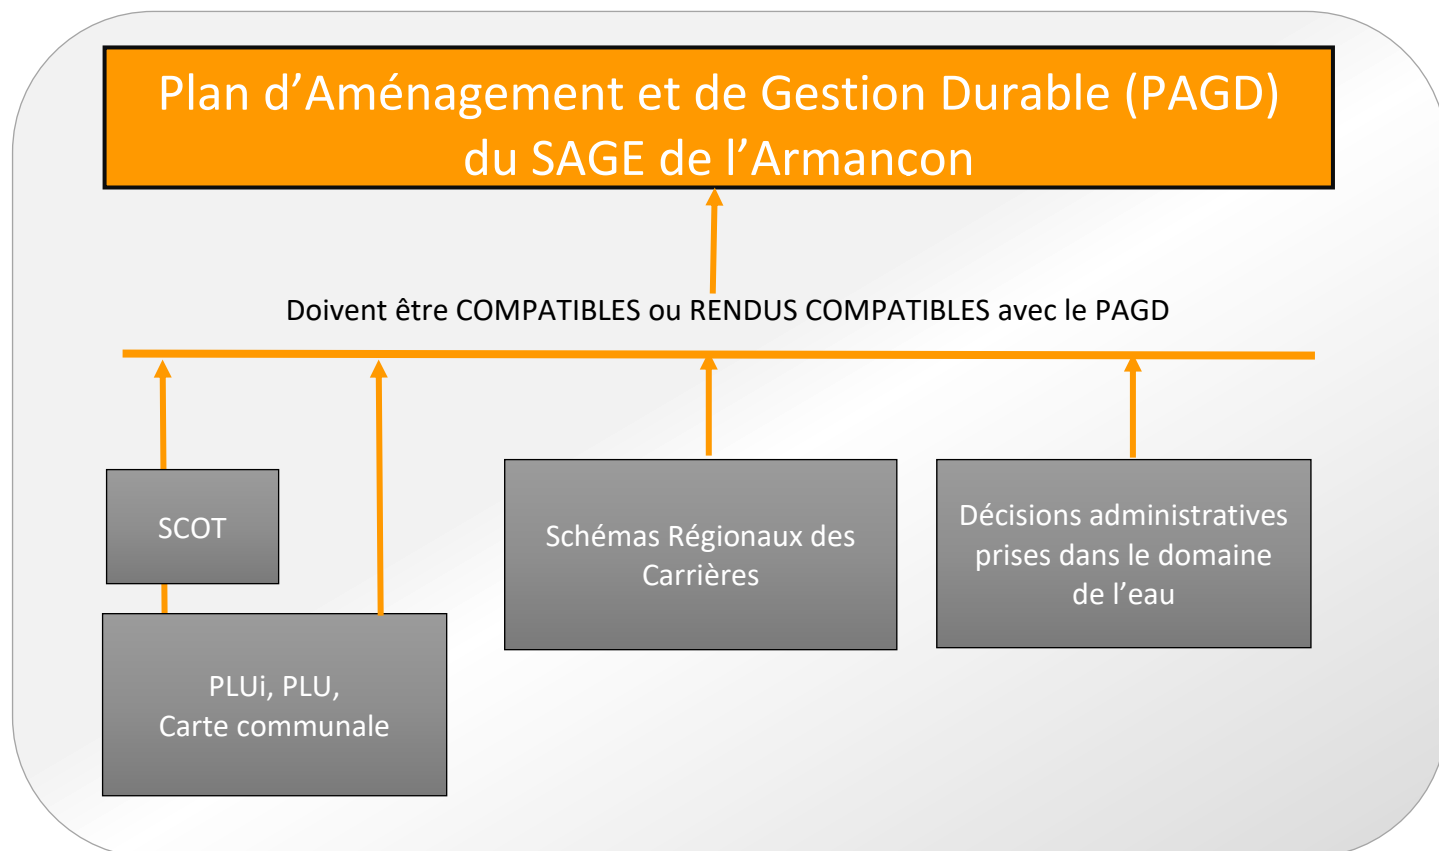 Plan d’Aménagement et de Gestion Durable (PAGD)
du SAGE de l’Armancon
Doivent être COMPATIBLES ou RENDUS COMPATIBLES avec le PAGD
SCOT
PLUi, PLU,
Carte communale
Schémas Régionaux des
Carrières
Décisions administratives
prises dans le domaine
de l’eau